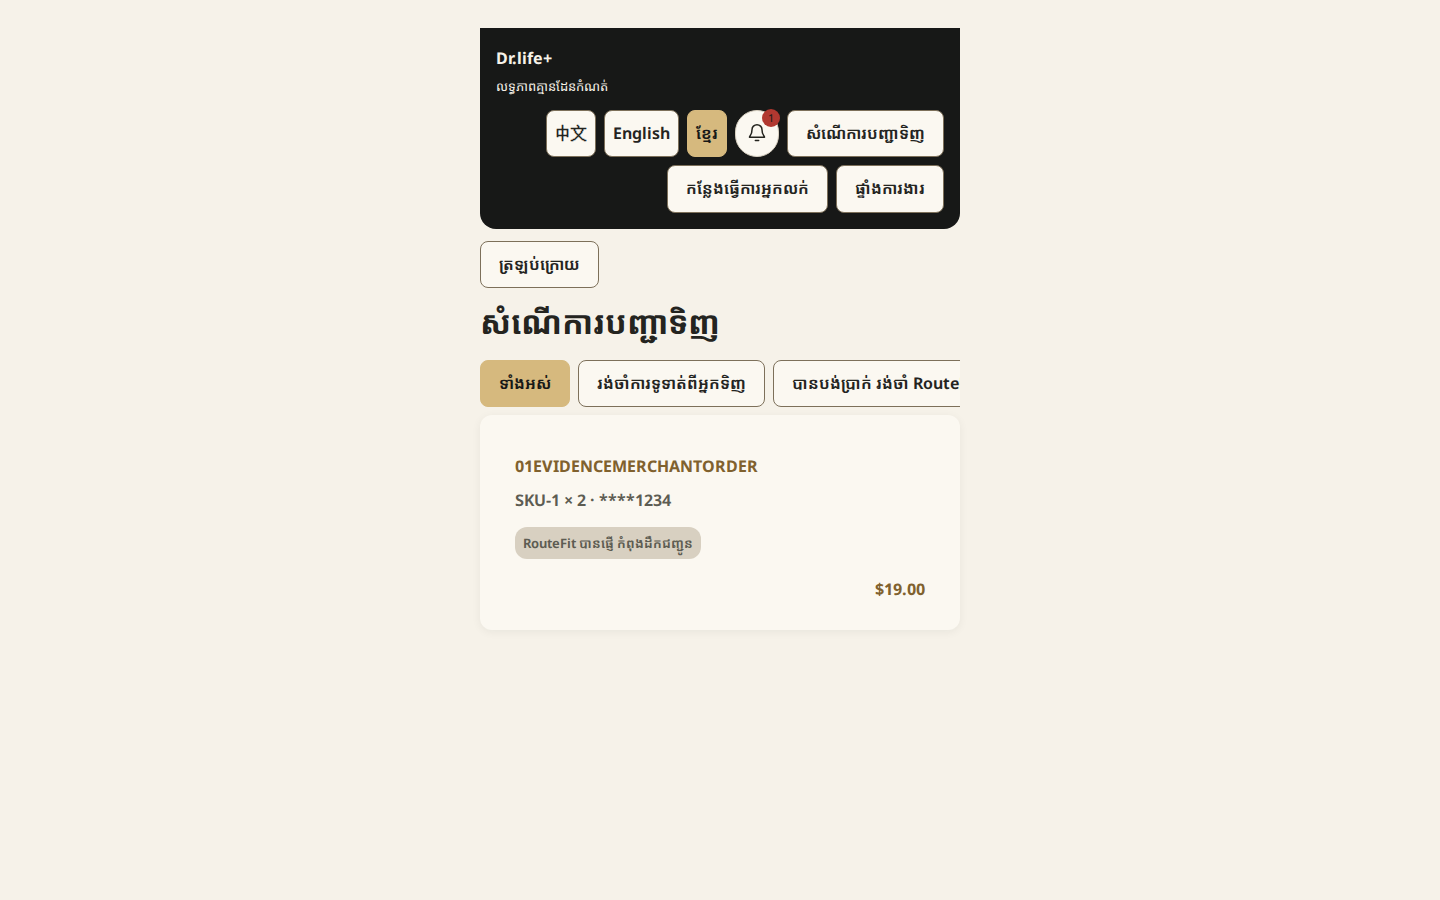 Dr.life+
លទ្ធភាពគ្មានដែនកំណត់
中文 English ខ្មែរ 1 សំណើការបញ្ជាទិញ
កន្លែងធ្វើការអ្នកលក់ ផ្ទាំងការងារ
ត្រឡប់ក្រោយ
សំណើការបញ្ជាទិញ
ទាំងអស់ រង់ចាំការទូទាត់ពីអ្នកទិញ បានបង់ប្រាក់ រង់ចាំ Route
01EVIDENCEMERCHANTORDER
SKU-1 × 2 · ****1234
RouteFit បានផ្ញើ កំពុងដឹកជញ្ជូន
$19.00